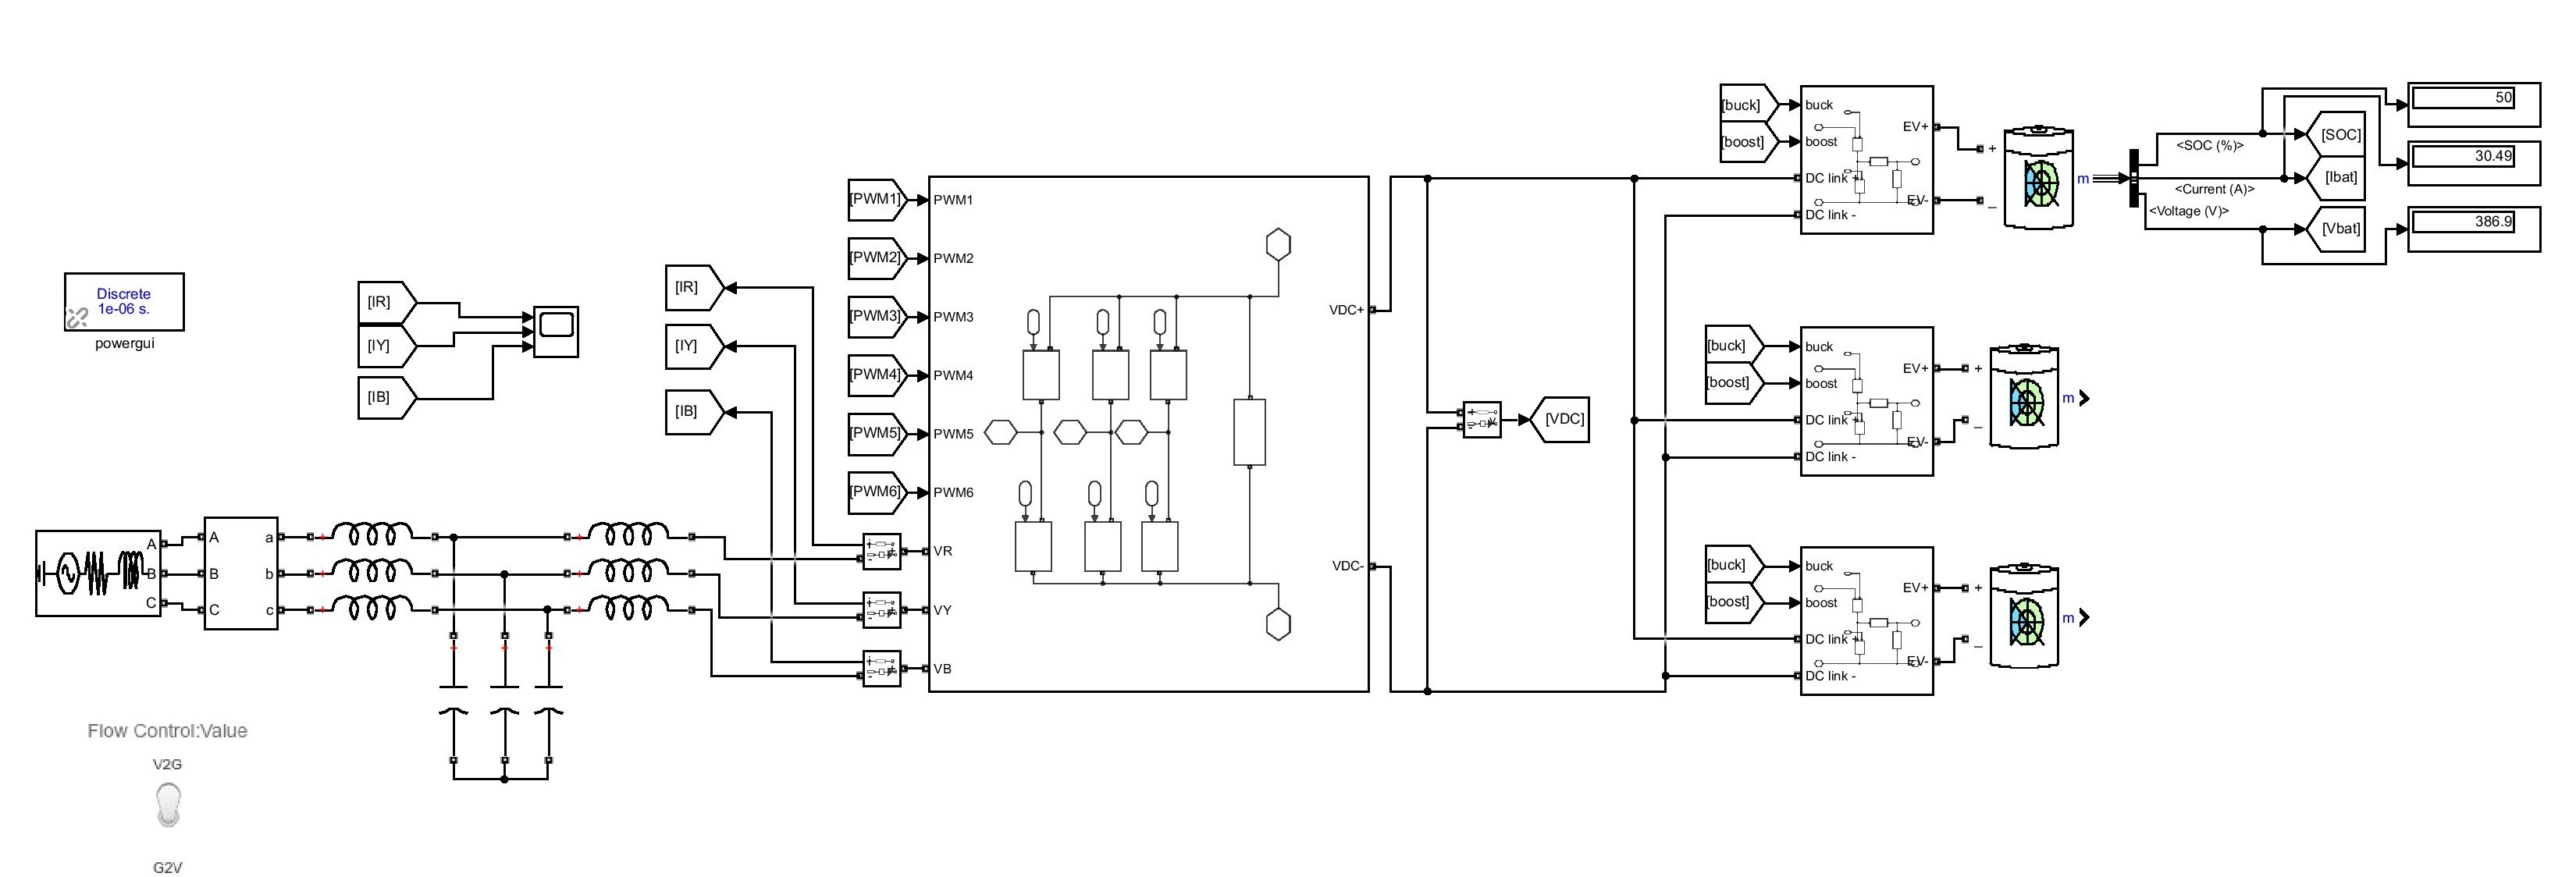 Discrete
1e-06 s.
powergui
[IR]
[IY]
[IB]
[IR]
[IY]
[IB]
A
B
C
A
B
C
a
b
c
Flow Control:Value
V2G
G2V
[PWM1]
[PWM2]
[PWM3]
[PWM4]
[PWM5]
[PWM6]
PWM1
PWM2
PWM3
PWM4
PWM5
PWM6
VR
VY
VB
VDC+
VDC-
[VDC]
[buck]
[boost]
buck
boost
DC link +
DC link -
EV+
EV-
+
_
m
<SOC (%)>
<Current (A)>
<Voltage (V)>
[SOC]
[Ibat]
[Vbat]
50
30.49
386.9
[buck]
[boost]
buck
boost
DC link +
DC link -
EV+
EV-
+
_
m
[buck]
[boost]
buck
boost
DC link +
DC link -
EV+
EV-
+
_
m